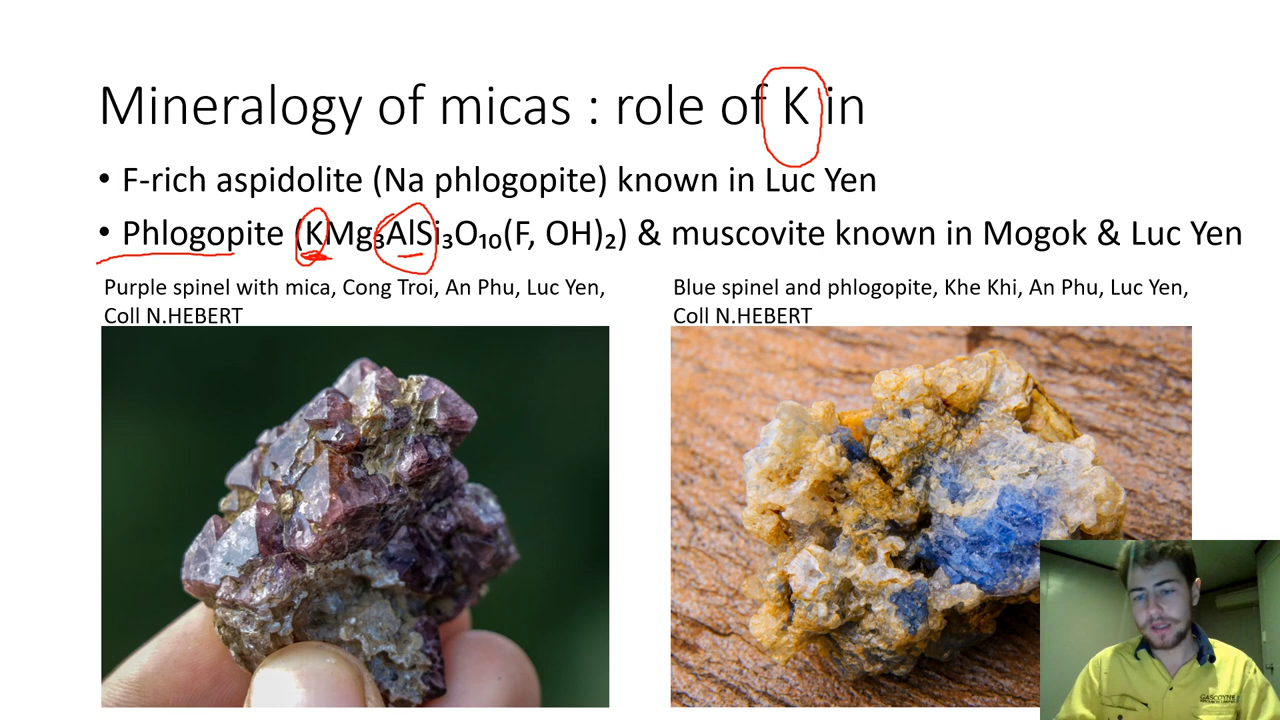 Mineralogy of micas : role of K in
• F-rich aspidolite (Na phlogopite) known in Luc Yen
• Phlogopite (KMg₃AlSi₃O₁₀(F, OH)₂) & muscovite known in Mogok & Luc Yen
Purple spinel with mica, Cong Troi, An Phu, Luc Yen,
Coll N.HEBERT
Blue spinel and phlogopite, Khe Khi, An Phu, Luc Yen,
Coll N.HEBERT
GASCOYNE